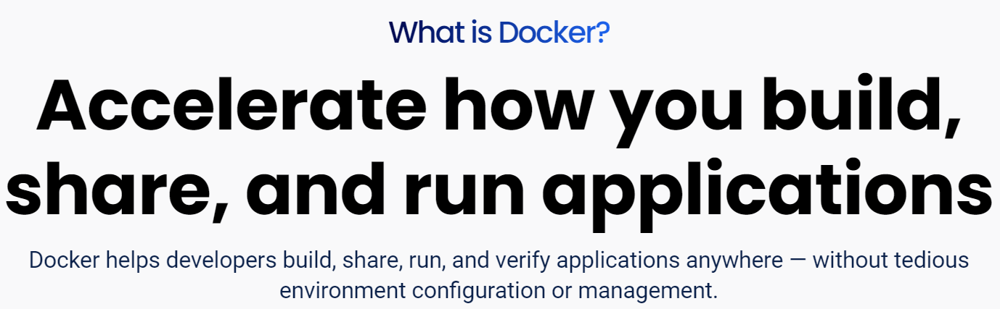 What is Docker?
Accelerate how you build,
share, and run applications
Docker helps developers build, share, run, and verify applications anywhere — without tedious
environment configuration or management.